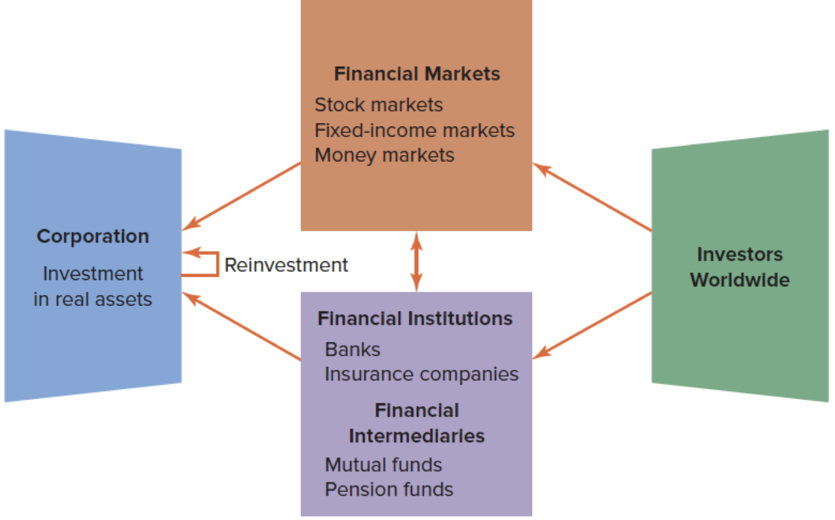 Financial Markets
Stock markets
Fixed-income markets
Money markets
Corporation
Investment
in real assets
Reinvestment
Investors
Worldwide
Financial Institutions
Banks
Insurance companies
Financial
Intermediaries
Mutual funds
Pension funds